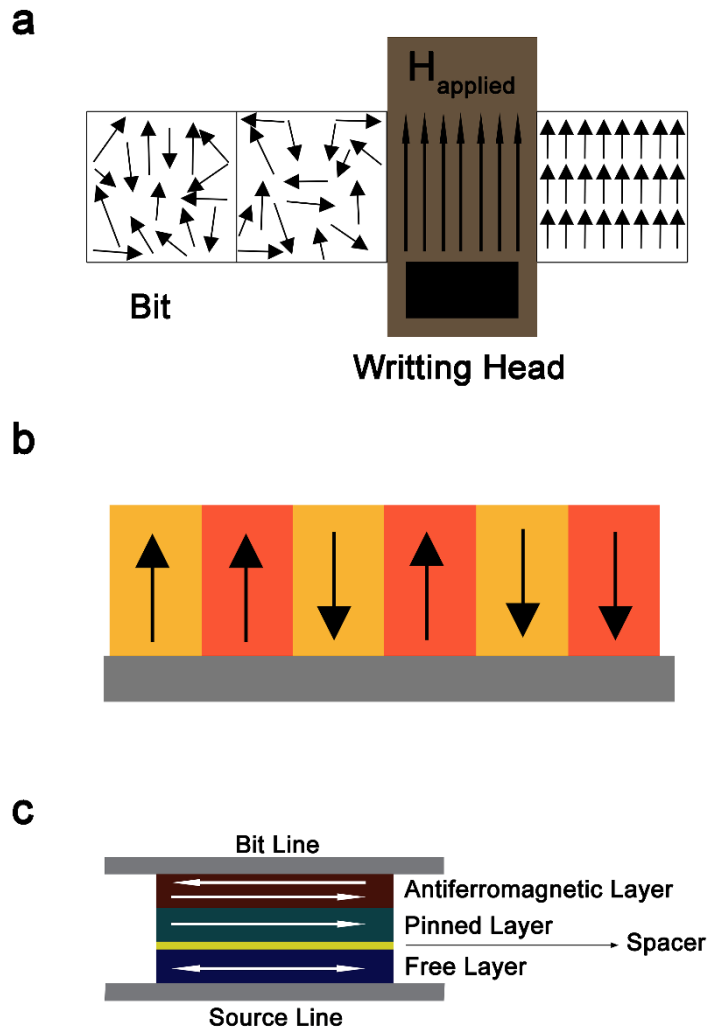 a
H applied
Bit
Writting Head
b
c
Bit Line
Antiferromagnetic Layer
Pinned Layer
Spacer
Free Layer
Source Line